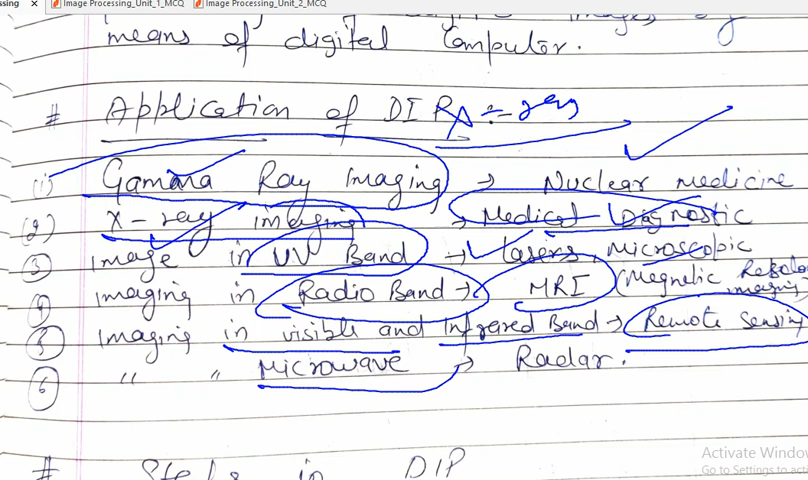 ssing × Image Processing_Unit_1_MCQ Image Processing_Unit_2_MCQ
means of digital Computer.
# Application of DIP :-
(1) Gamma Ray Imaging → Nuclear medicine
(2) X-ray imaging → Medical Diagnostic
(3) Image in UV Band → Lasers, Microscopic
(4) Imaging in Radio Band → MRI (Magnetic
(5) Imaging in visible and Infrared Band → Remote Sensing
(6) " " Microwave → Radar.
# Steps in DIP
Activate Window
Go to Settings to acti